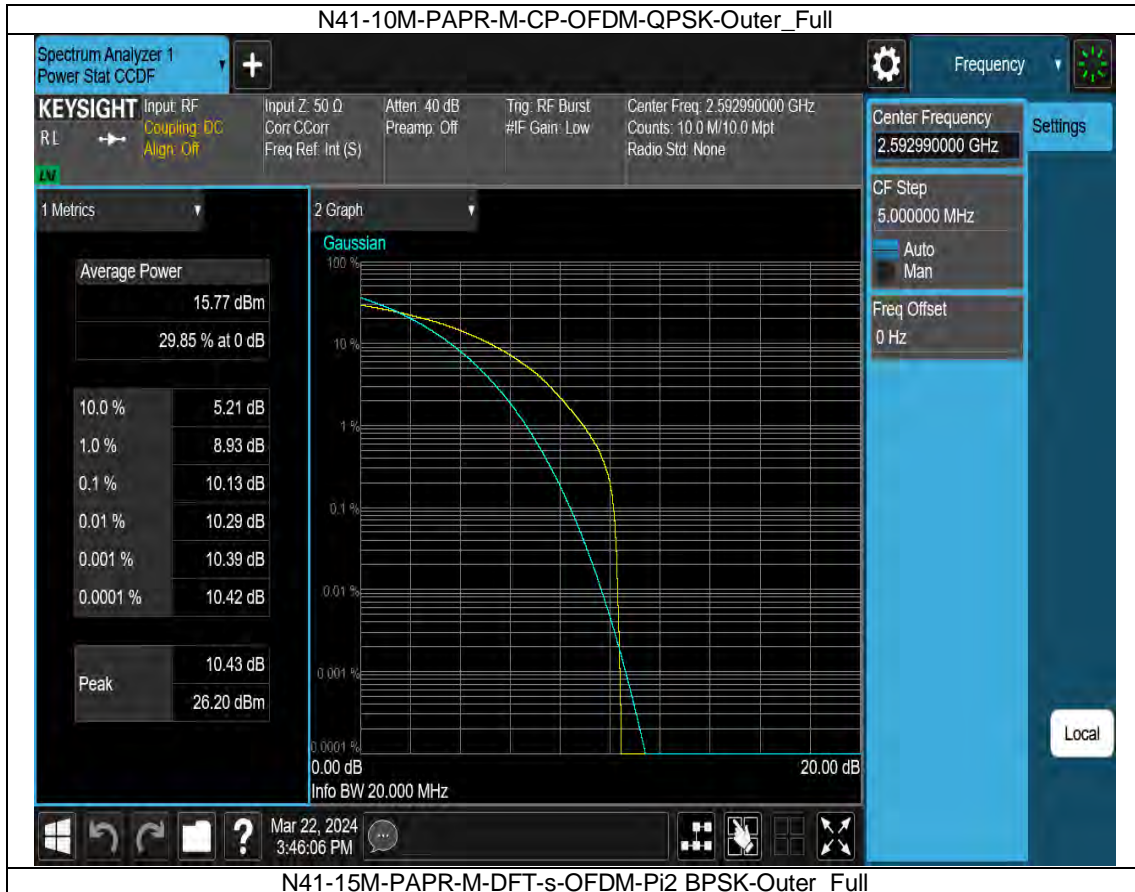 N41-10M-PAPR-M-CP-OFDM-QPSK-Outer_Full
Spectrum Analyzer 1
Power Stat CCDF
+
Frequency
KEYSIGHT
R L
LNI
Input: RF
Coupling: DC
Align: Off
Input Z: 50 Ω
Corr CCorr
Freq Ref: Int (S)
Atten: 40 dB
Preamp: Off
Trig: RF Burst
#IF Gain: Low
Center Freq: 2.592990000 GHz
Counts: 10.0 M/10.0 Mpt
Radio Std: None
Center Frequency
2.592990000 GHz
Settings
CF Step
5.000000 MHz
Auto
Man
Freq Offset
0 Hz
1 Metrics
Average Power
15.77 dBm
29.85 % at 0 dB
10.0 % 5.21 dB
1.0 % 8.93 dB
0.1 % 10.13 dB
0.01 % 10.29 dB
0.001 % 10.39 dB
0.0001 % 10.42 dB
Peak
10.43 dB
26.20 dBm
2 Graph
Gaussian
100 %
10 %
1 %
0.1 %
0.01 %
0.001 %
0.0001 %
0.00 dB
20.00 dB
Info BW 20.000 MHz
Local
?
Mar 22, 2024
3:46:06 PM
N41-15M-PAPR-M-DFT-s-OFDM-Pi2 BPSK-Outer_Full